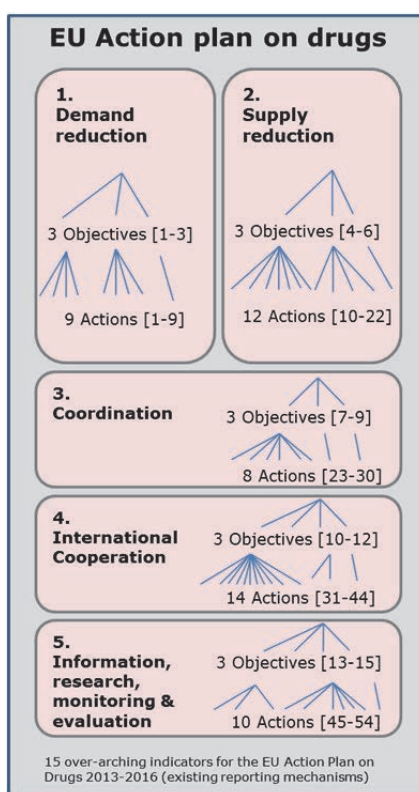 EU Action plan on drugs
1.
Demand
reduction
3 Objectives [1-3]
9 Actions [1-9]
2.
Supply
reduction
3 Objectives [4-6]
12 Actions [10-22]
3.
Coordination
3 Objectives [7-9]
8 Actions [23-30]
4.
International
Cooperation
3 Objectives [10-12]
14 Actions [31-44]
5.
Information,
research,
monitoring &
evaluation
3 Objectives [13-15]
10 Actions [45-54]
15 over-arching indicators for the EU Action Plan on
Drugs 2013-2016 (existing reporting mechanisms)